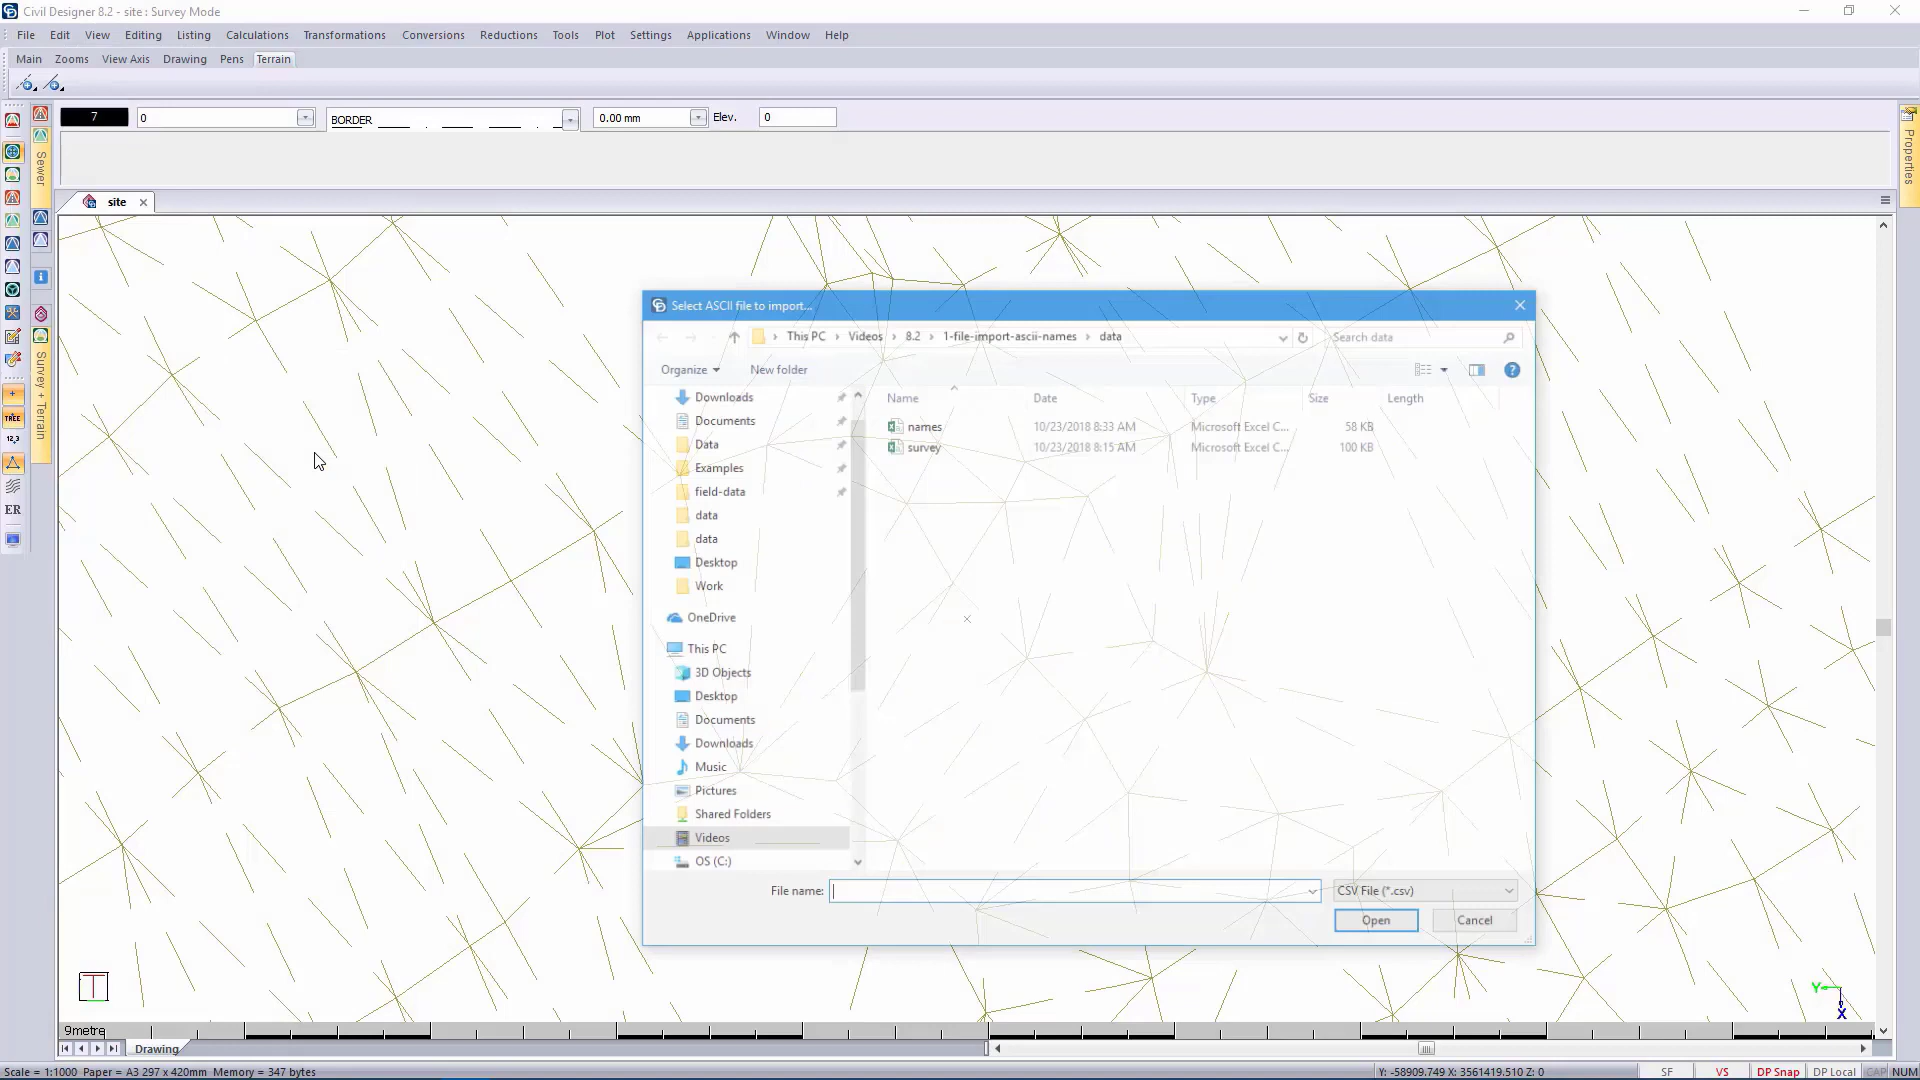 Civil Designer 8.2 - site : Survey Mode
File Edit View Editing Listing Calculations Transformations Conversions Reductions Tools Plot Settings Applications Window Help
Main Zooms View Axis Drawing Pens Terrain
7 0 BORDER 0.00 mm Elev. 0
Sewer
Properties
site
Select ASCII file to import...
This PC > Videos > 8.2 > 1-file-import-ascii-names > data
Search data
Organize New folder
Name Date Type Size Length
names 10/23/2018 8:33 AM Microsoft Excel C... 58 KB
survey 10/23/2018 8:15 AM Microsoft Excel C... 100 KB
Downloads
Documents
Data
Examples
field-data
data
data
Desktop
Work
OneDrive
This PC
3D Objects
Desktop
Documents
Downloads
Music
Pictures
Shared Folders
Videos
OS (C:)
File name: CSV File (*.csv)
Open Cancel
Survey + Terrain
TREE
12.3
ER
T
Y
X
9metre
Drawing
Scale = 1:1000 Paper = A3 297 x 420mm Memory = 347 bytes
Y: -58909.749 X: 3561419.510 Z: 0 SF VS DP Snap DP Local CAP NUM